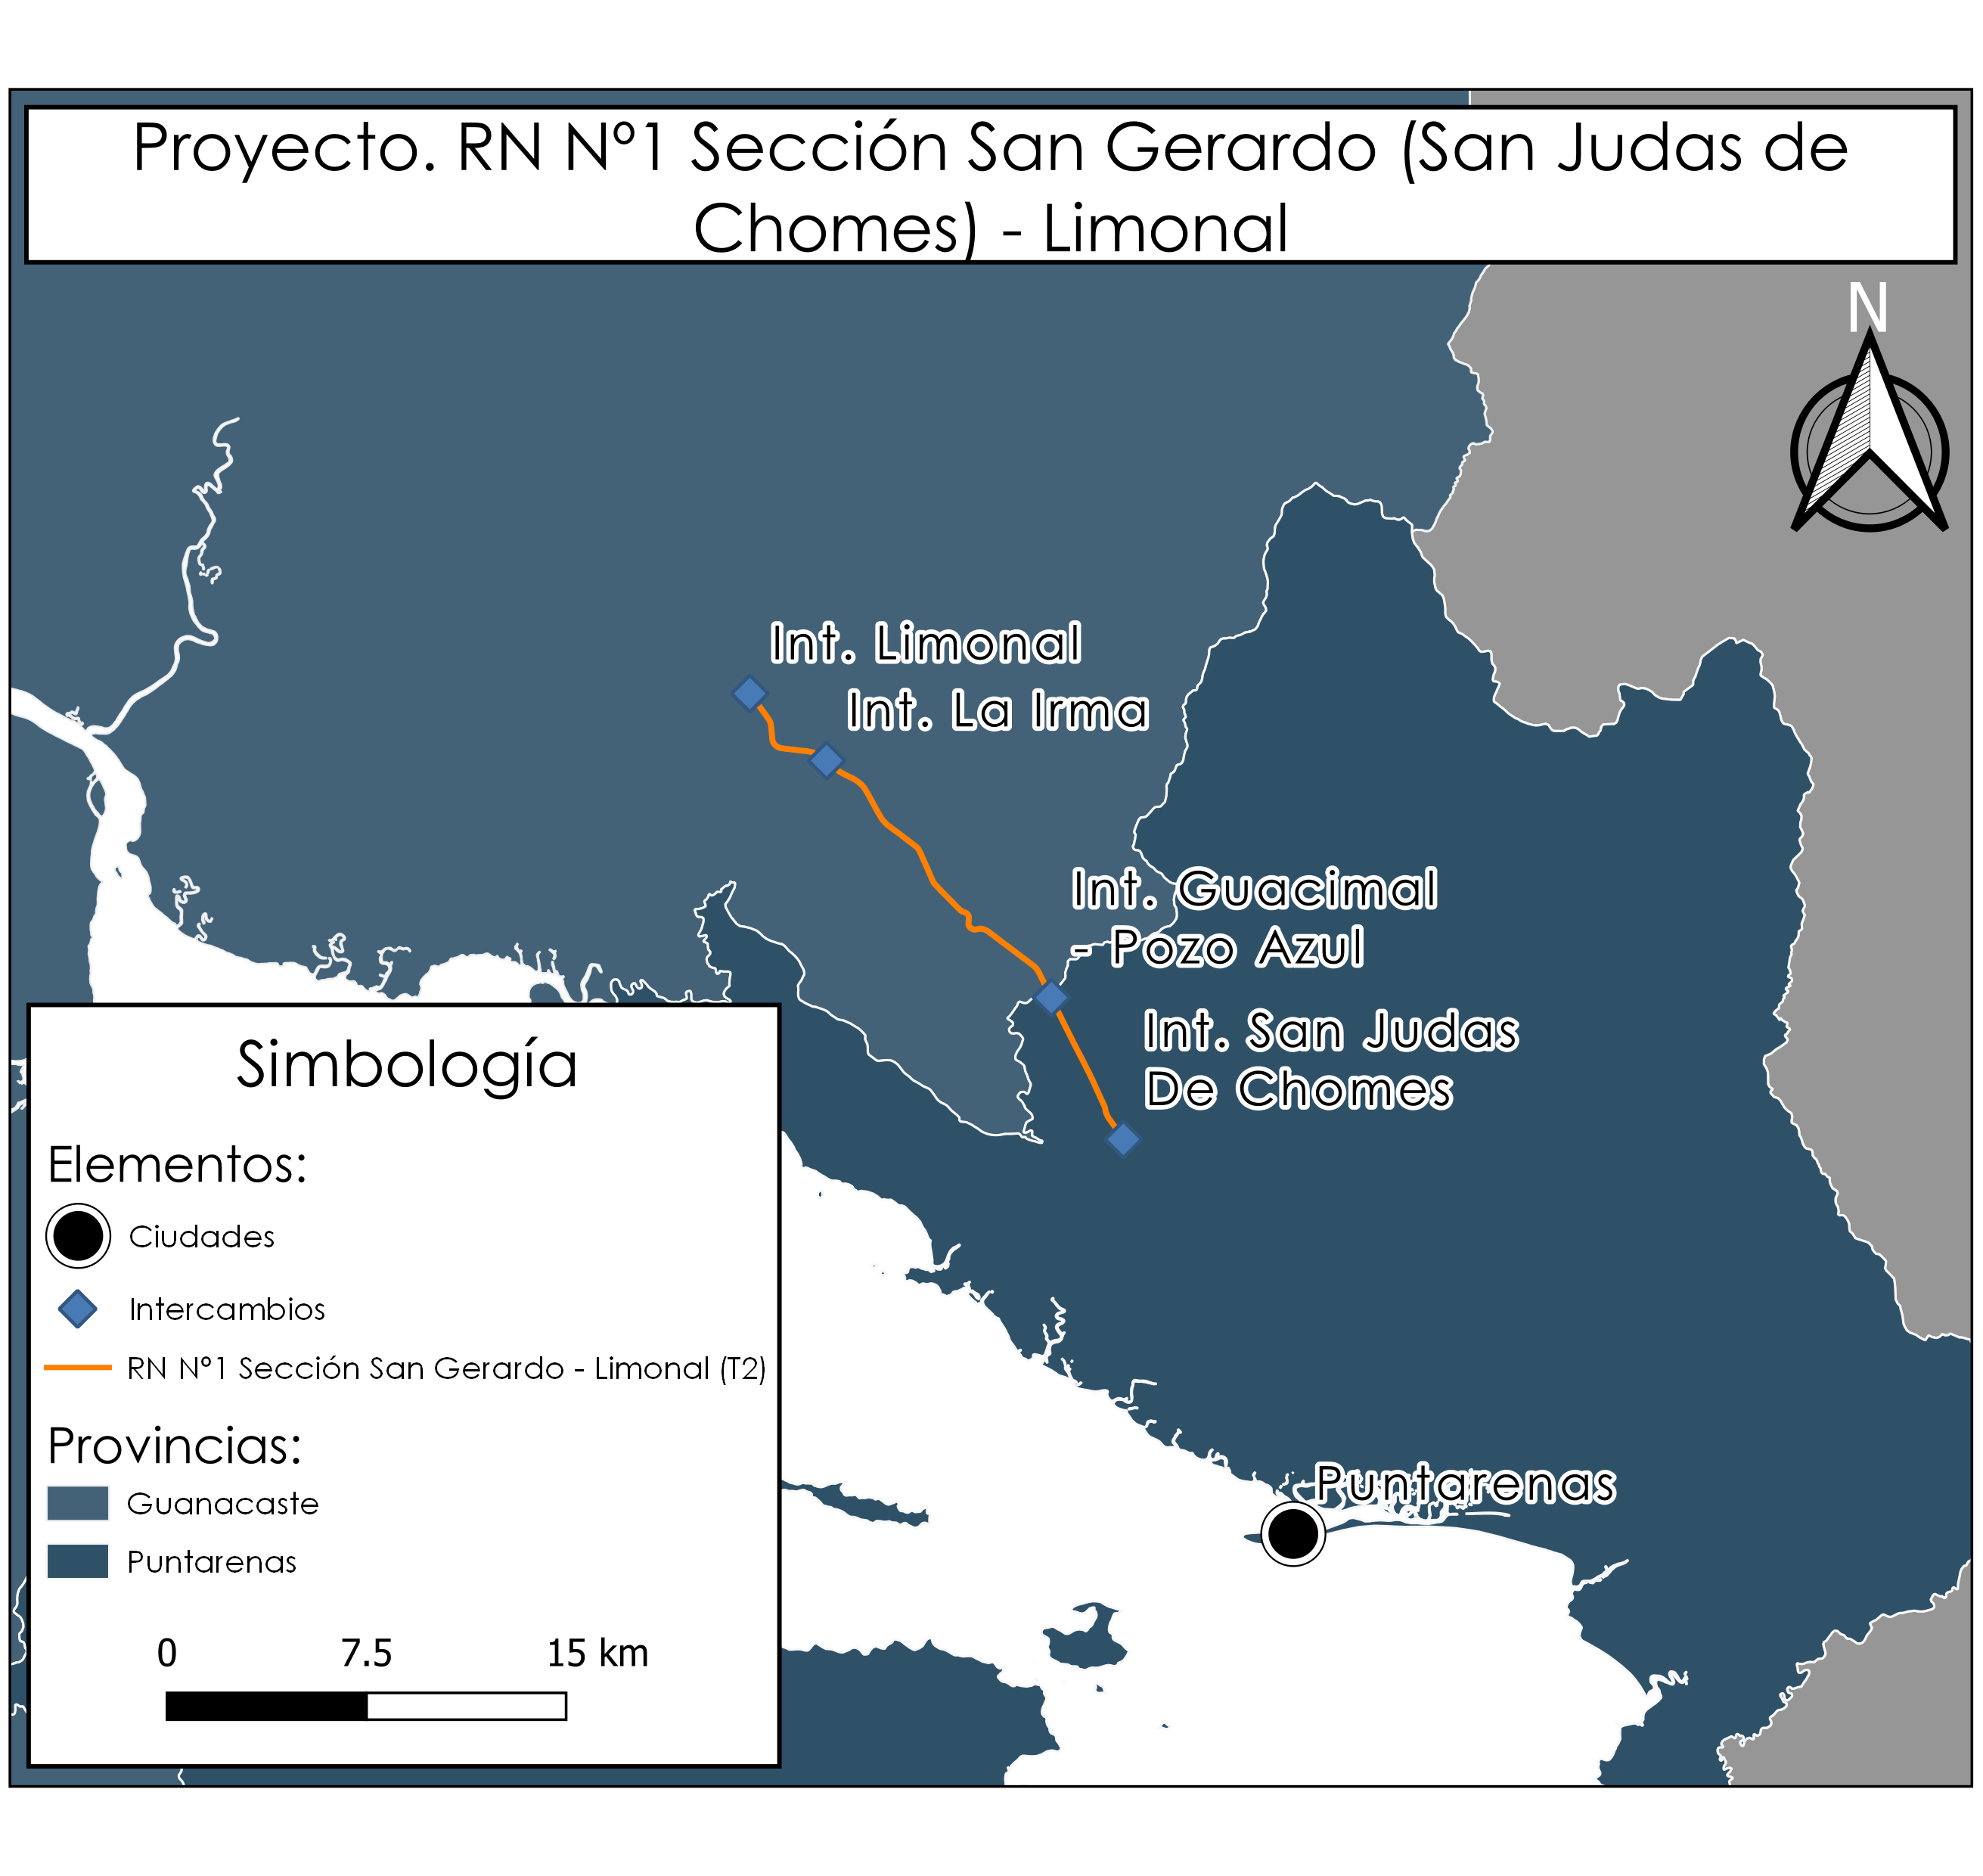 Proyecto. RN Nº1 Sección San Gerardo (San Judas de
Chomes) - Limonal
N
Int. Limonal
Int. La Irma
Int. Guacimal
- Pozo Azul
Int. San Judas
De Chomes
Puntarenas
Simbología
Elementos:
Ciudades
Intercambios
RN Nº1 Sección San Gerardo - Limonal (T2)
Provincias:
Guanacaste
Puntarenas
0 7.5 15 km